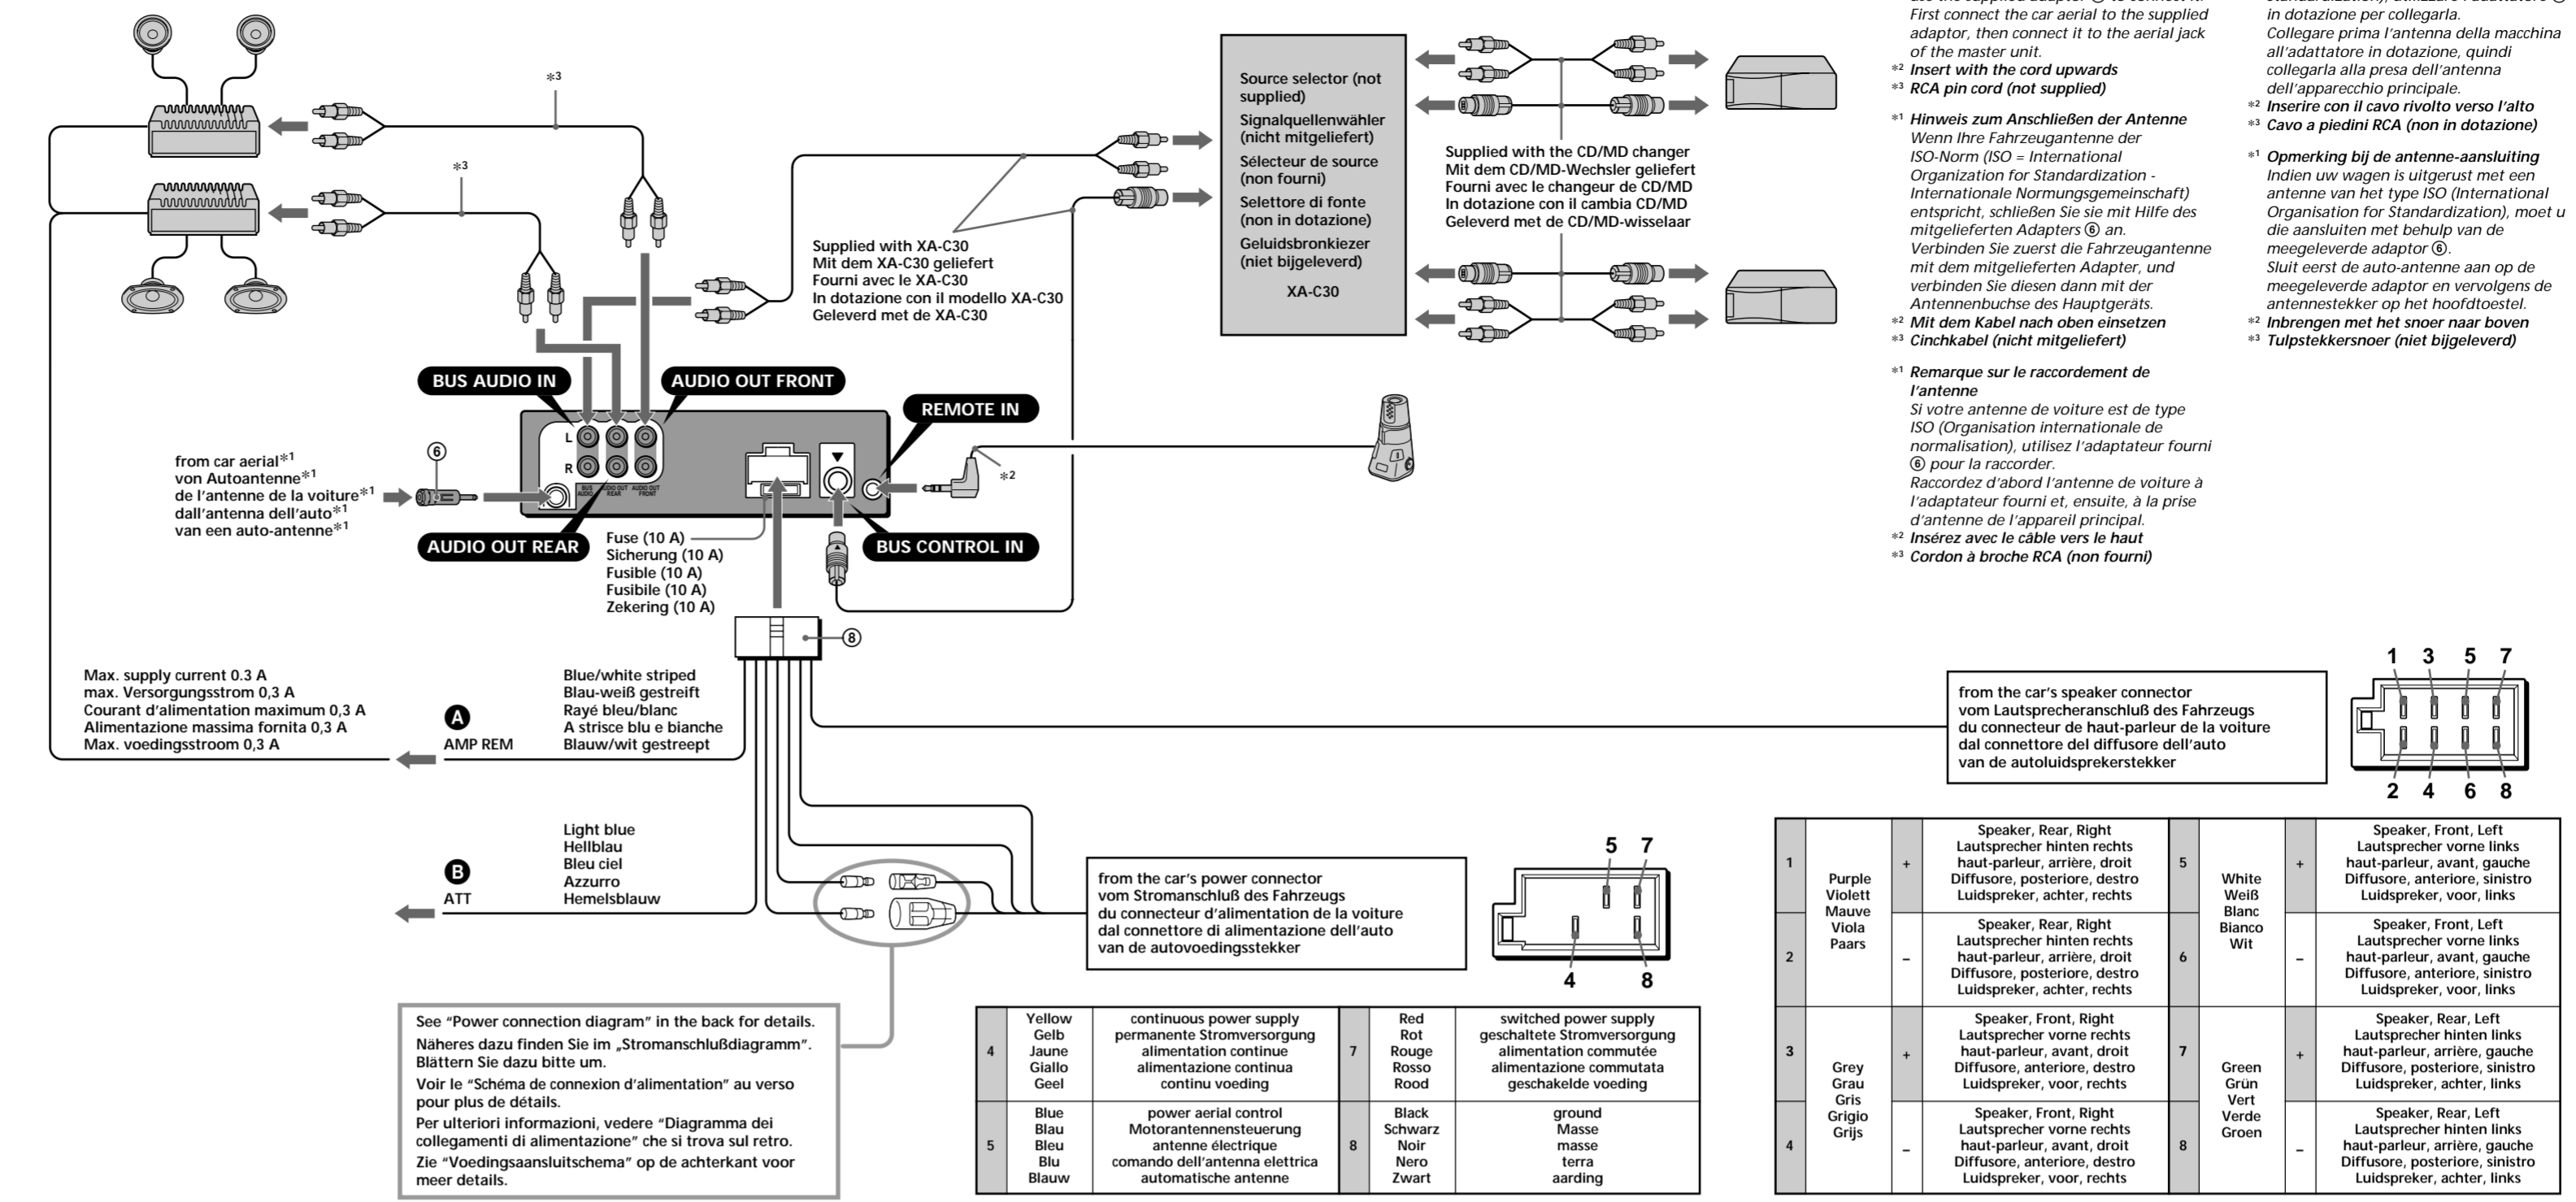 *3
*3
Supplied with XA-C30
Mit dem XA-C30 geliefert
Fourni avec le XA-C30
In dotazione con il modello XA-C30
Geleverd met de XA-C30
Source selector (not
supplied)
Signalquellenwähler
(nicht mitgeliefert)
Sélecteur de source
(non fourni)
Selettore di fonte
(non in dotazione)
Geluidsbronkiezer
(niet bijgeleverd)
XA-C30
Supplied with the CD/MD changer
Mit dem CD/MD-Wechsler geliefert
Fourni avec le changeur de CD/MD
In dotazione con il cambia CD/MD
Geleverd met de CD/MD-wisselaar
use the supplied adaptor ⑥ to connect it.
First connect the car aerial to the supplied
adaptor, then connect it to the aerial jack
of the master unit.
*2 Insert with the cord upwards
*3 RCA pin cord (not supplied)
*1 Hinweis zum Anschließen der Antenne
Wenn Ihre Fahrzeugantenne der
ISO-Norm (ISO = International
Organization for Standardization -
Internationale Normungsgemeinschaft)
entspricht, schließen Sie sie mit Hilfe des
mitgelieferten Adapters ⑥ an.
Verbinden Sie zuerst die Fahrzeugantenne
mit dem mitgelieferten Adapter, und
verbinden Sie diesen dann mit der
Antennenbuchse des Hauptgeräts.
*2 Mit dem Kabel nach oben einsetzen
*3 Cinchkabel (nicht mitgeliefert)
*1 Remarque sur le raccordement de
l'antenne
Si votre antenne de voiture est de type
ISO (Organisation internationale de
normalisation), utilisez l'adaptateur fourni
⑥ pour la raccorder.
Raccordez d'abord l'antenne de voiture à
l'adaptateur fourni et, ensuite, à la prise
d'antenne de l'appareil principal.
*2 Insérez avec le câble vers le haut
*3 Cordon à broche RCA (non fourni)
Standardization), utilizzare l'adattatore ⑥
in dotazione per collegarla.
Collegare prima l'antenna della macchina
all'adattatore in dotazione, quindi
collegarla alla presa dell'antenna
dell'apparecchio principale.
*2 Inserire con il cavo rivolto verso l'alto
*3 Cavo a piedini RCA (non in dotazione)
*1 Opmerking bij de antenne-aansluiting
Indien uw wagen is uitgerust met een
antenne van het type ISO (International
Organisation for Standardization), moet u
die aansluiten met behulp van de
meegeleverde adaptor ⑥.
Sluit eerst de auto-antenne aan op de
meegeleverde adaptor en vervolgens de
antennestekker op het hoofdtoestel.
*2 Inbrengen met het snoer naar boven
*3 Tulpstekkersnoer (niet bijgeleverd)
BUS AUDIO IN
AUDIO OUT FRONT
REMOTE IN
L
R
BUS
AUDIO
AUDIO OUT
REAR
AUDIO OUT
FRONT
AUDIO OUT REAR
BUS CONTROL IN
*2
from car aerial*1
von Autoantenne*1
de l'antenne de la voiture*1
dall'antenna dell'auto*1
van een auto-antenne*1
⑥
Fuse (10 A)
Sicherung (10 A)
Fusible (10 A)
Fusibile (10 A)
Zekering (10 A)
⑧
Max. supply current 0.3 A
max. Versorgungsstrom 0,3 A
Courant d'alimentation maximum 0,3 A
Alimentazione massima fornita 0,3 A
Max. voedingsstroom 0,3 A
A
AMP REM
Blue/white striped
Blau-weiß gestreift
Rayé bleu/blanc
A strisce blu e bianche
Blauw/wit gestreept
B
ATT
Light blue
Hellblau
Bleu ciel
Azzurro
Hemelsblauw
from the car's speaker connector
vom Lautsprecheranschluß des Fahrzeugs
du connecteur de haut-parleur de la voiture
dal connettore del diffusore dell'auto
van de autoluidsprekerstekker
1 3 5 7
2 4 6 8
from the car's power connector
vom Stromanschluß des Fahrzeugs
du connecteur d'alimentation de la voiture
dal connettore di alimentazione dell'auto
van de autovoedingsstekker
5 7
4 8
See “Power connection diagram” in the back for details.
Näheres dazu finden Sie im „Stromanschlußdiagramm”.
Blättern Sie dazu bitte um.
Voir le “Schéma de connexion d'alimentation” au verso
pour plus de détails.
Per ulteriori informazioni, vedere “Diagramma dei
collegamenti di alimentazione” che si trova sul retro.
Zie “Voedingsaansluitschema” op de achterkant voor
meer details.
4
Yellow
Gelb
Jaune
Giallo
Geel
continuous power supply
permanente Stromversorgung
alimentation continue
alimentazione continua
continu voeding
7
Red
Rot
Rouge
Rosso
Rood
switched power supply
geschaltete Stromversorgung
alimentation commutée
alimentazione commutata
geschakelde voeding
5
Blue
Blau
Bleu
Blu
Blauw
power aerial control
Motorantennensteuerung
antenne électrique
comando dell'antenna elettrica
automatische antenne
8
Black
Schwarz
Noir
Nero
Zwart
ground
Masse
masse
terra
aarding
1
Purple
Violett
Mauve
Viola
Paars
+
Speaker, Rear, Right
Lautsprecher hinten rechts
haut-parleur, arrière, droit
Diffusore, posteriore, destro
Luidspreker, achter, rechts
2
–
Speaker, Rear, Right
Lautsprecher hinten rechts
haut-parleur, arrière, droit
Diffusore, posteriore, destro
Luidspreker, achter, rechts
3
Grey
Grau
Gris
Grigio
Grijs
+
Speaker, Front, Right
Lautsprecher vorne rechts
haut-parleur, avant, droit
Diffusore, anteriore, destro
Luidspreker, voor, rechts
4
–
Speaker, Front, Right
Lautsprecher vorne rechts
haut-parleur, avant, droit
Diffusore, anteriore, destro
Luidspreker, voor, rechts
5
White
Weiß
Blanc
Bianco
Wit
+
Speaker, Front, Left
Lautsprecher vorne links
haut-parleur, avant, gauche
Diffusore, anteriore, sinistro
Luidspreker, voor, links
6
–
Speaker, Front, Left
Lautsprecher vorne links
haut-parleur, avant, gauche
Diffusore, anteriore, sinistro
Luidspreker, voor, links
7
Green
Grün
Vert
Verde
Groen
+
Speaker, Rear, Left
Lautsprecher hinten links
haut-parleur, arrière, gauche
Diffusore, posteriore, sinistro
Luidspreker, achter, links
8
–
Speaker, Rear, Left
Lautsprecher hinten links
haut-parleur, arrière, gauche
Diffusore, posteriore, sinistro
Luidspreker, achter, links